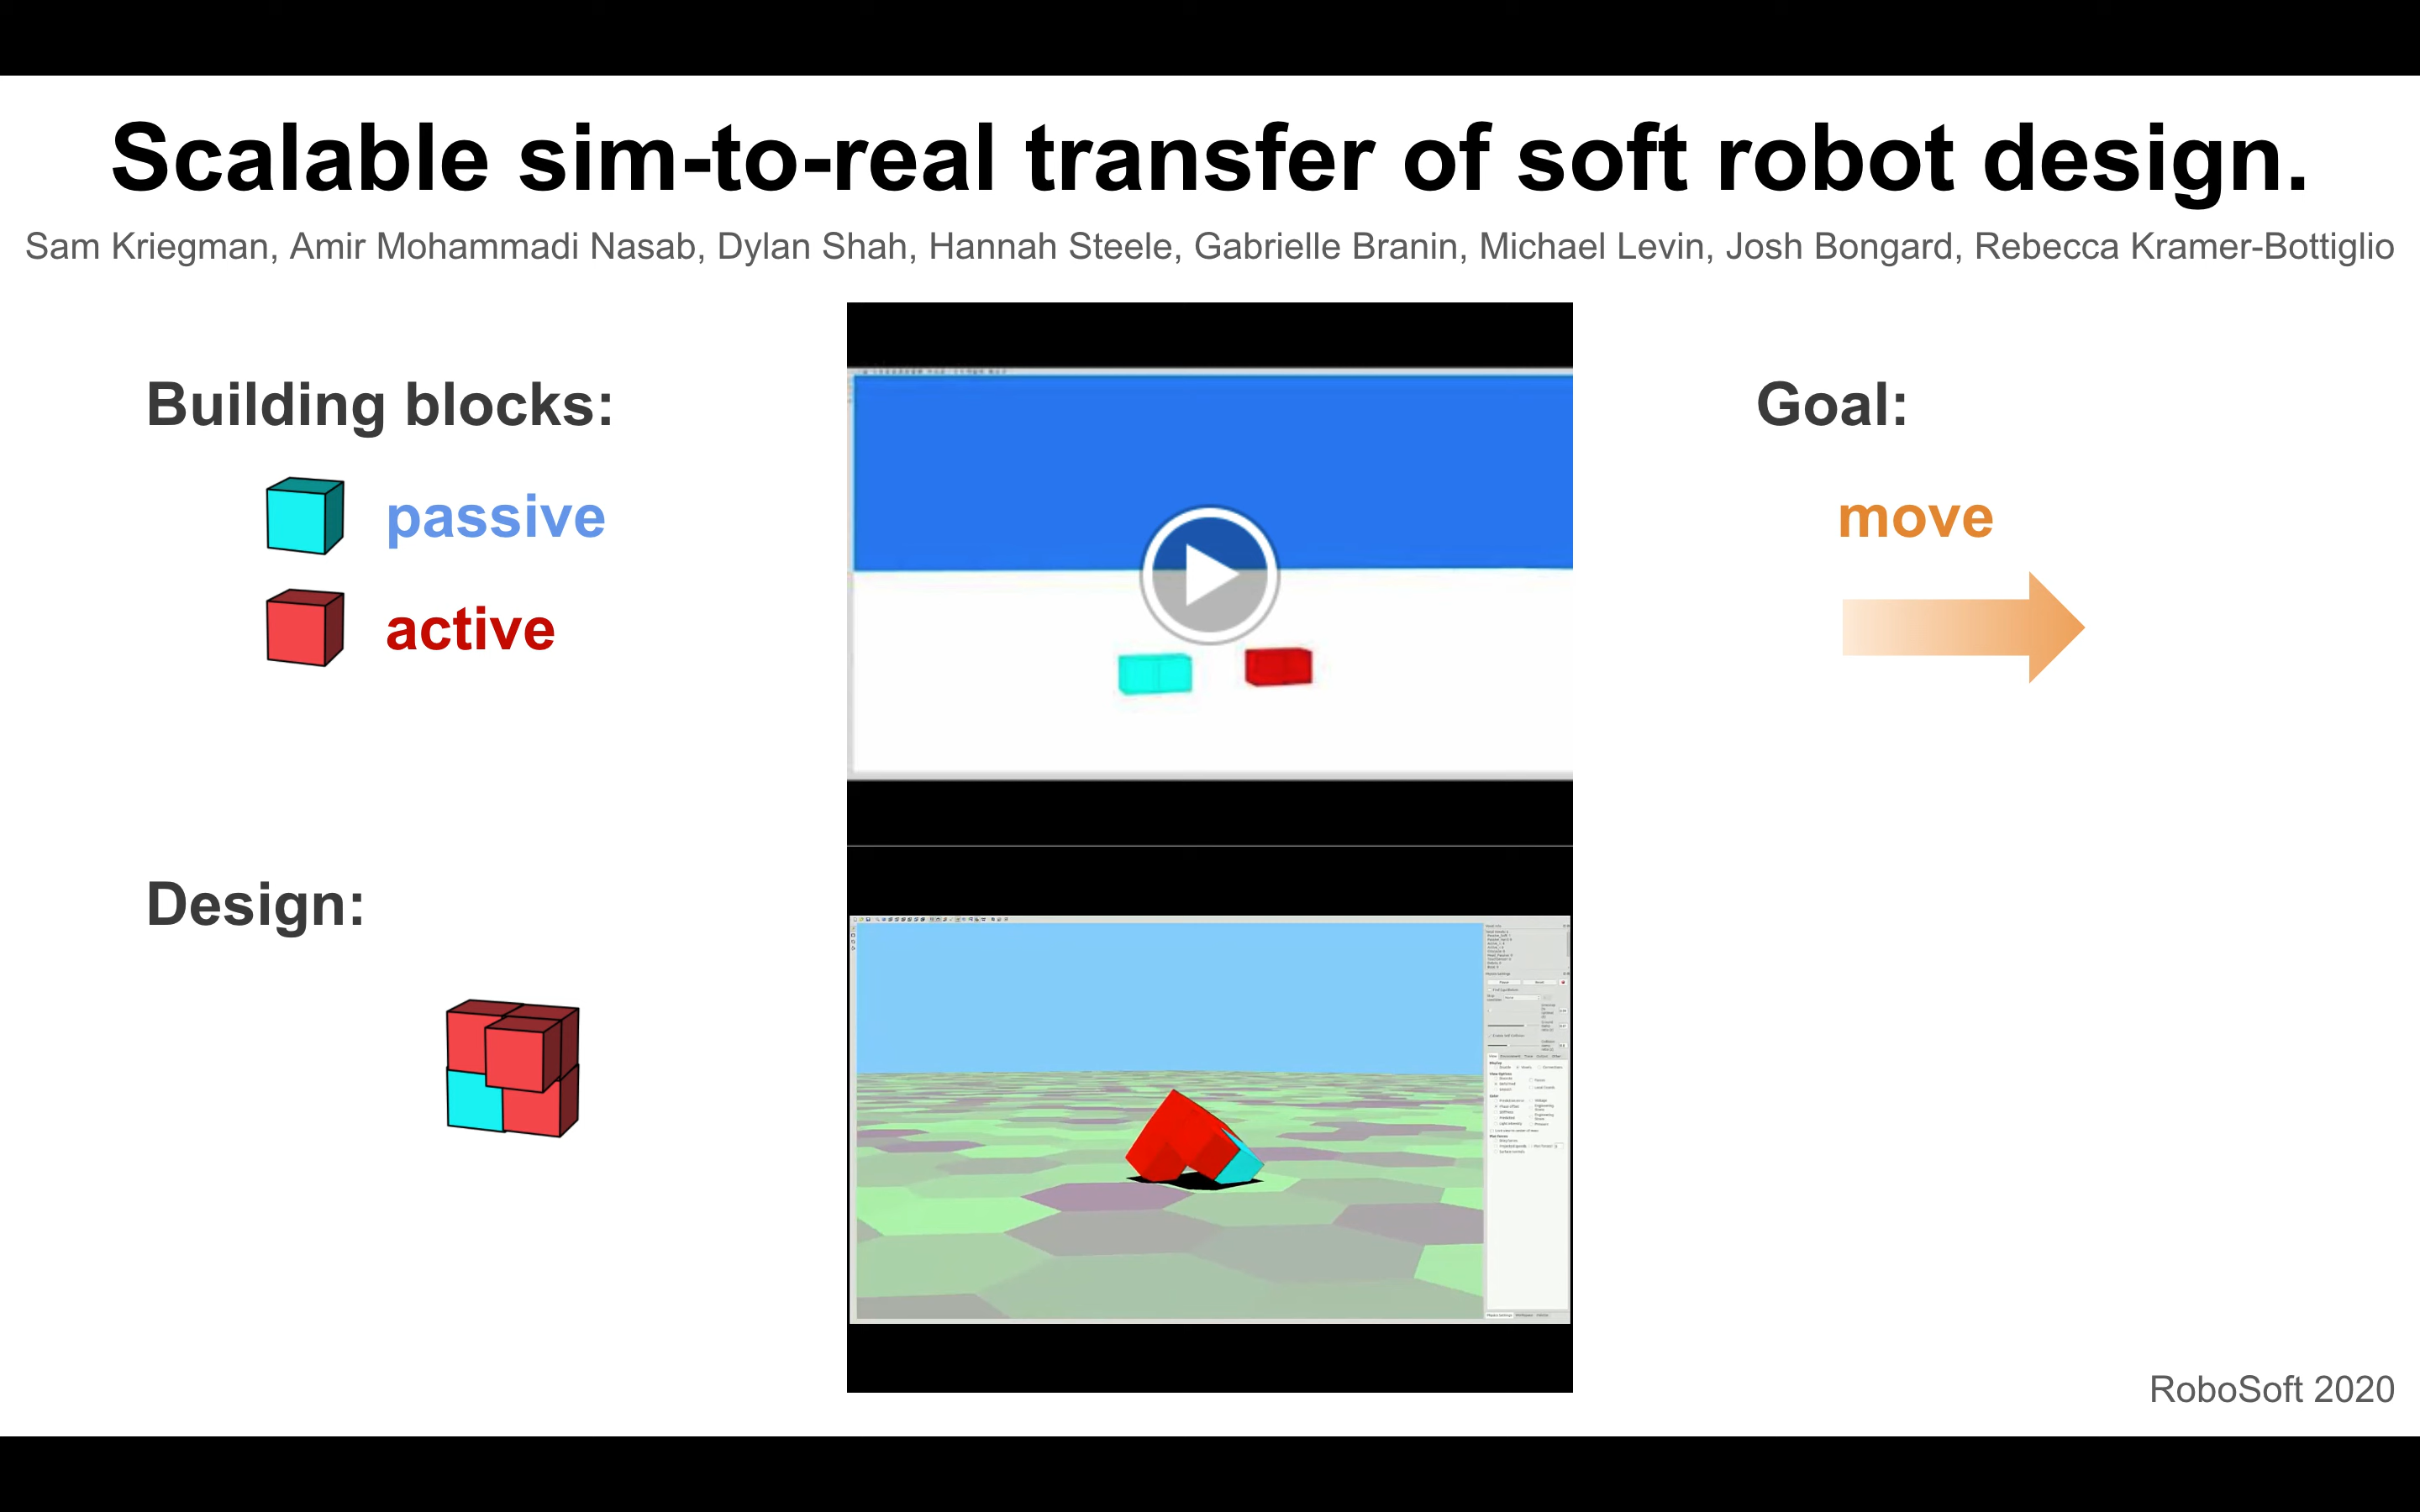 Scalable sim-to-real transfer of soft robot design.
Sam Kriegman, Amir Mohammadi Nasab, Dylan Shah, Hannah Steele, Gabrielle Branin, Michael Levin, Josh Bongard, Rebecca Kramer-Bottiglio
Building blocks:
passive
active
Goal:
move
Design:
RoboSoft 2020